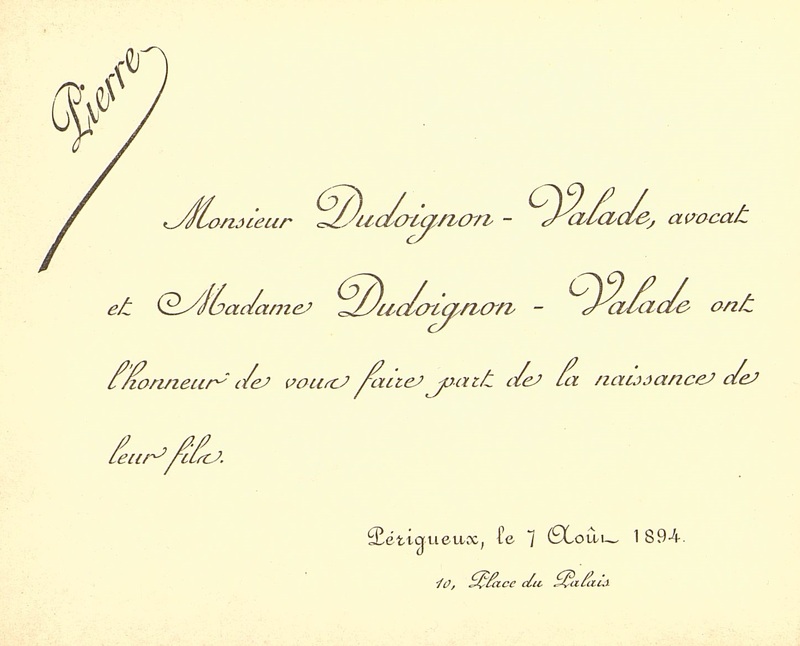 Pierre
Monsieur Dudoignon - Valade, avocat
et Madame Dudoignon - Valade ont
l'honneur de vous faire part de la naissance de
leur fils.
Périgueux, le 7 Août 1894.
10, Place du Palais